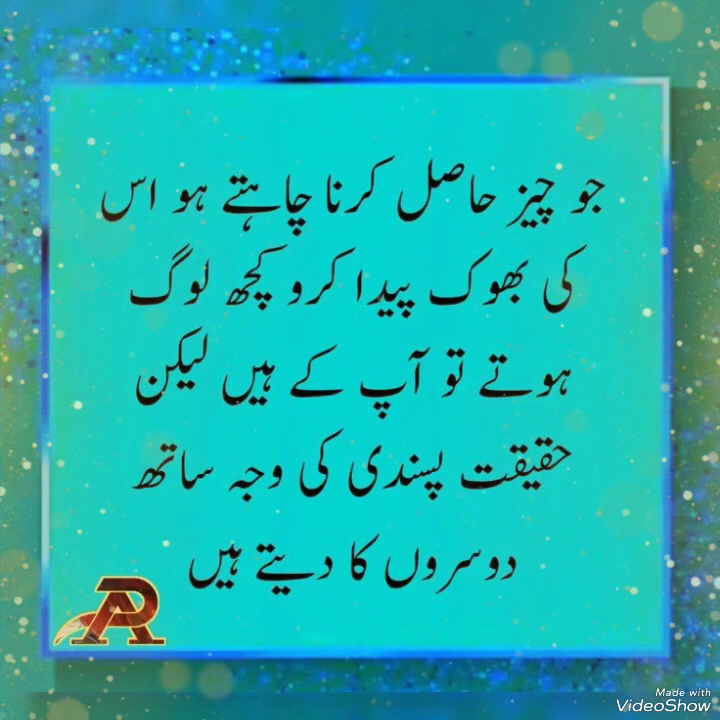 جو چیز حاصل کرنا چاہتے ہو اس
کی بھوک پیدا کرو کچھ لوگ
ہوتے تو آپ کے ہیں لیکن
حقیقت پسندی کی وجہ ساتھ
دوسروں کا دیتے ہیں
AR
Made with
VideoShow